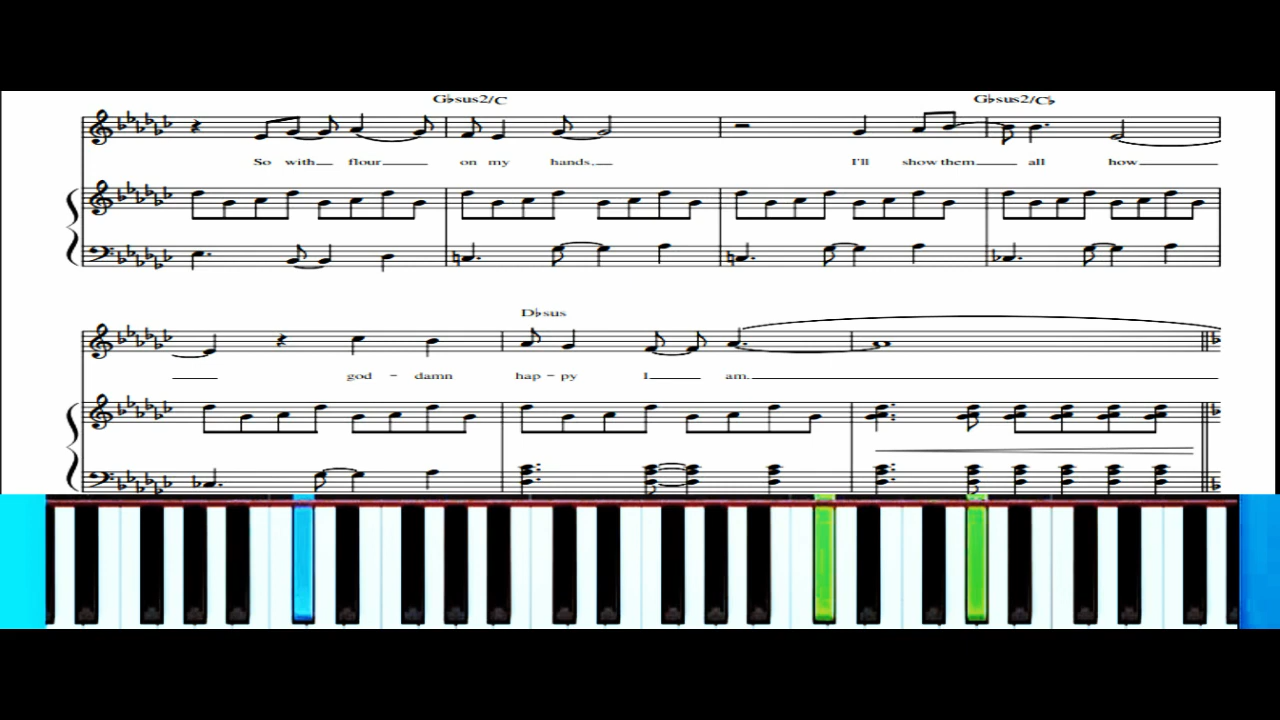 G♭sus2/C G♭sus2/C♭
So with flour on my hands, I'll show them all how
D♭sus
god - damn hap - py I am.